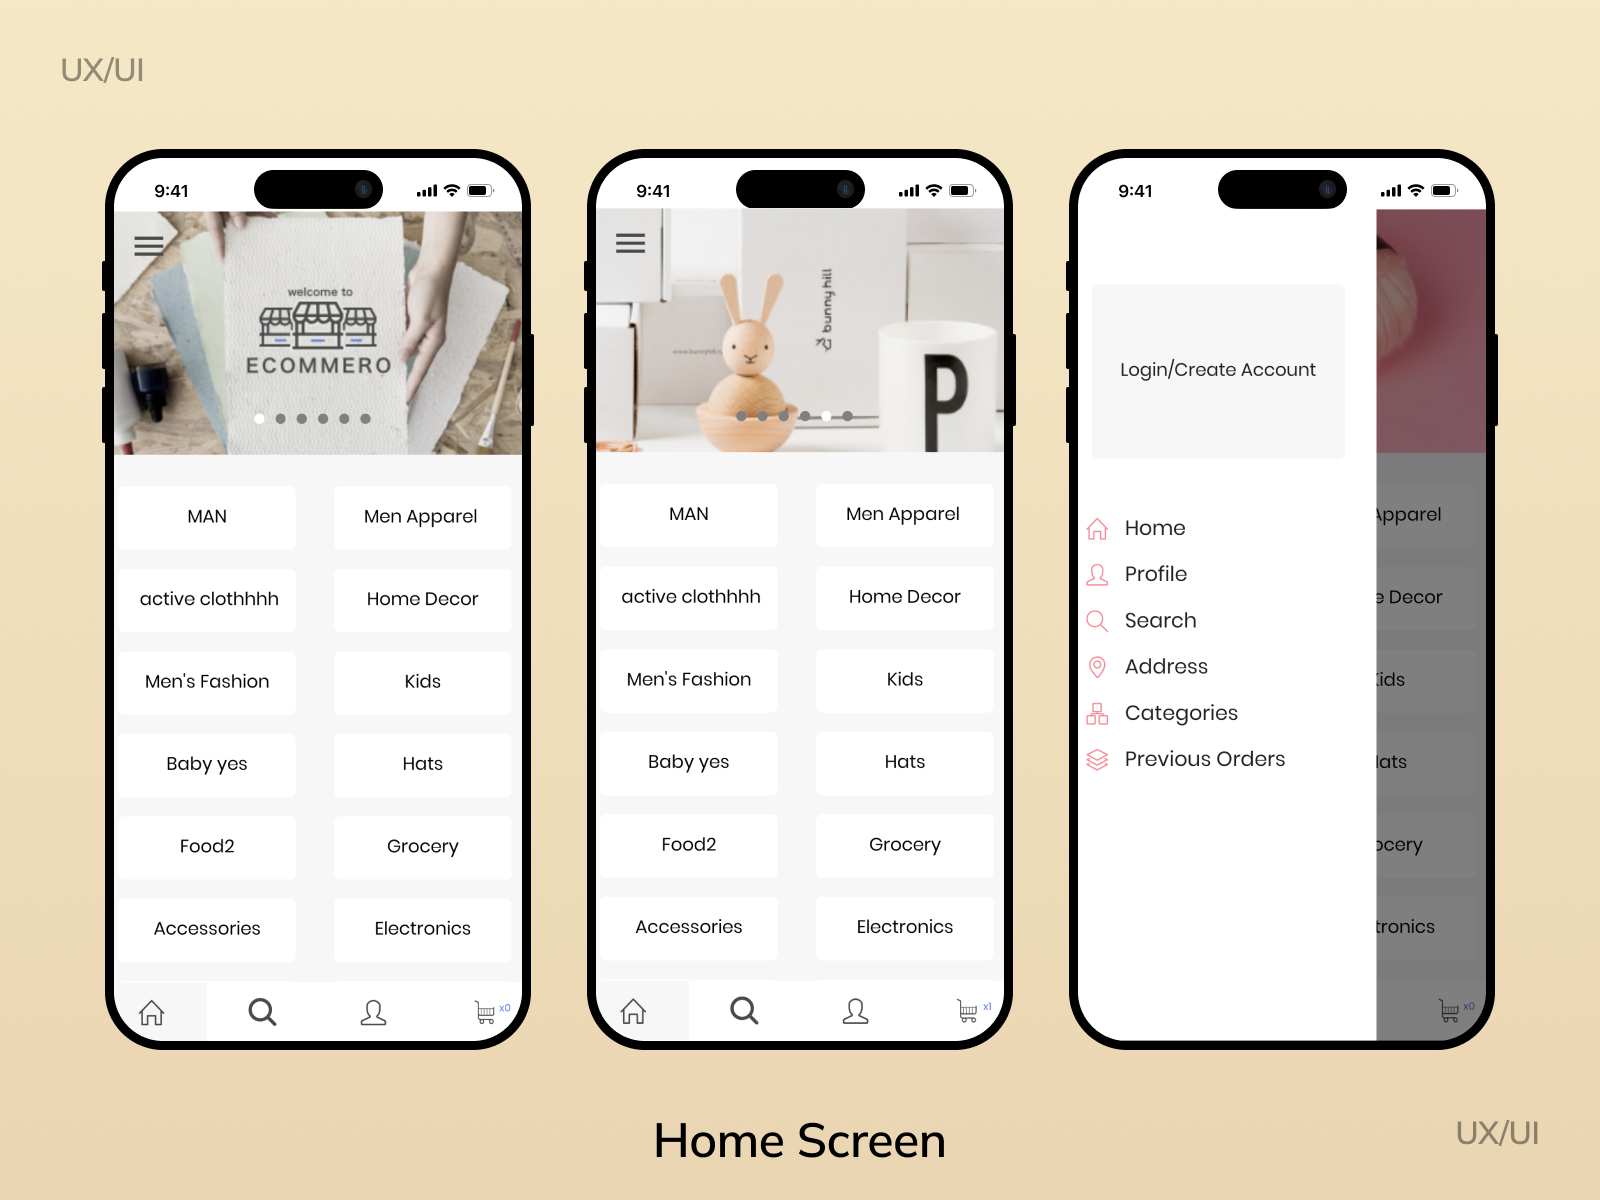 UX/UI
9:41
welcome to
ECOMMERO
MAN
Men Apparel
active clothhhh
Home Decor
Men's Fashion
Kids
Baby yes
Hats
Food2
Grocery
Accessories
Electronics
x0
9:41
bunny hill
P
MAN
Men Apparel
active clothhhh
Home Decor
Men's Fashion
Kids
Baby yes
Hats
Food2
Grocery
Accessories
Electronics
x1
9:41
Login/Create Account
Home
Profile
Search
Address
Categories
Previous Orders
Apparel
e Decor
Kids
Hats
ocery
tronics
x0
Home Screen
UX/UI